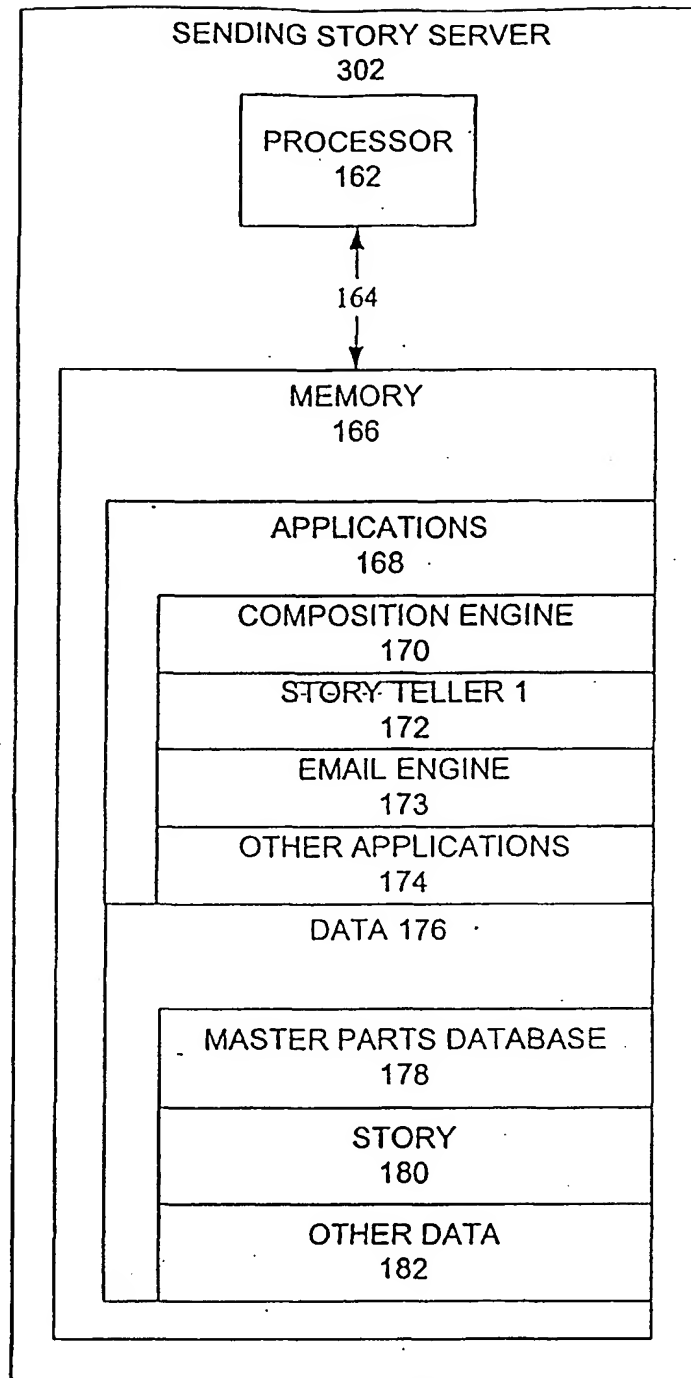 SENDING STORY SERVER
302
PROCESSOR
162
164
MEMORY
166
APPLICATIONS
168
COMPOSITION ENGINE
170
STORY TELLER 1
172
EMAIL ENGINE
173
OTHER APPLICATIONS
174
DATA 176
MASTER PARTS DATABASE
178
STORY
180
OTHER DATA
182